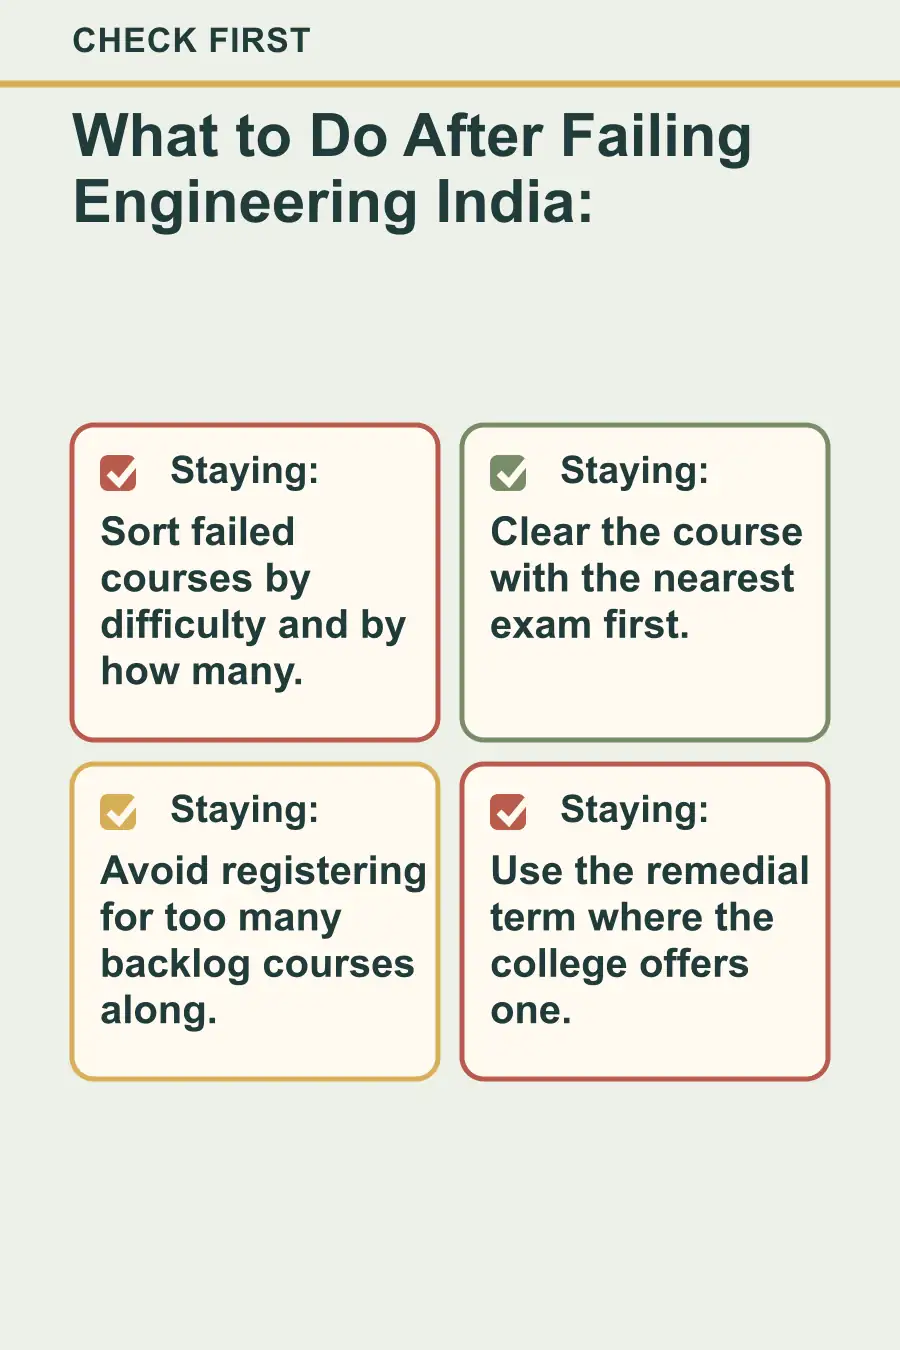 CHECK FIRST
What to Do After Failing
Engineering India:
Staying:
Sort failed
courses by
difficulty and by
how many.
Staying:
Clear the course
with the nearest
exam first.
Staying:
Avoid registering
for too many
backlog courses
along.
Staying:
Use the remedial
term where the
college offers
one.